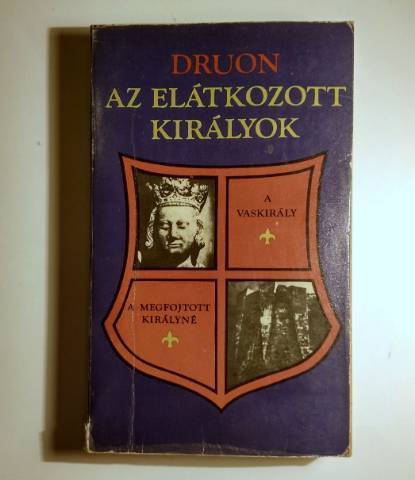 DRUON
AZ ELÁTKOZOTT
KIRÁLYOK
A
VASKIRÁLY
A MEGFOJTOTT
KIRÁLYNÉ